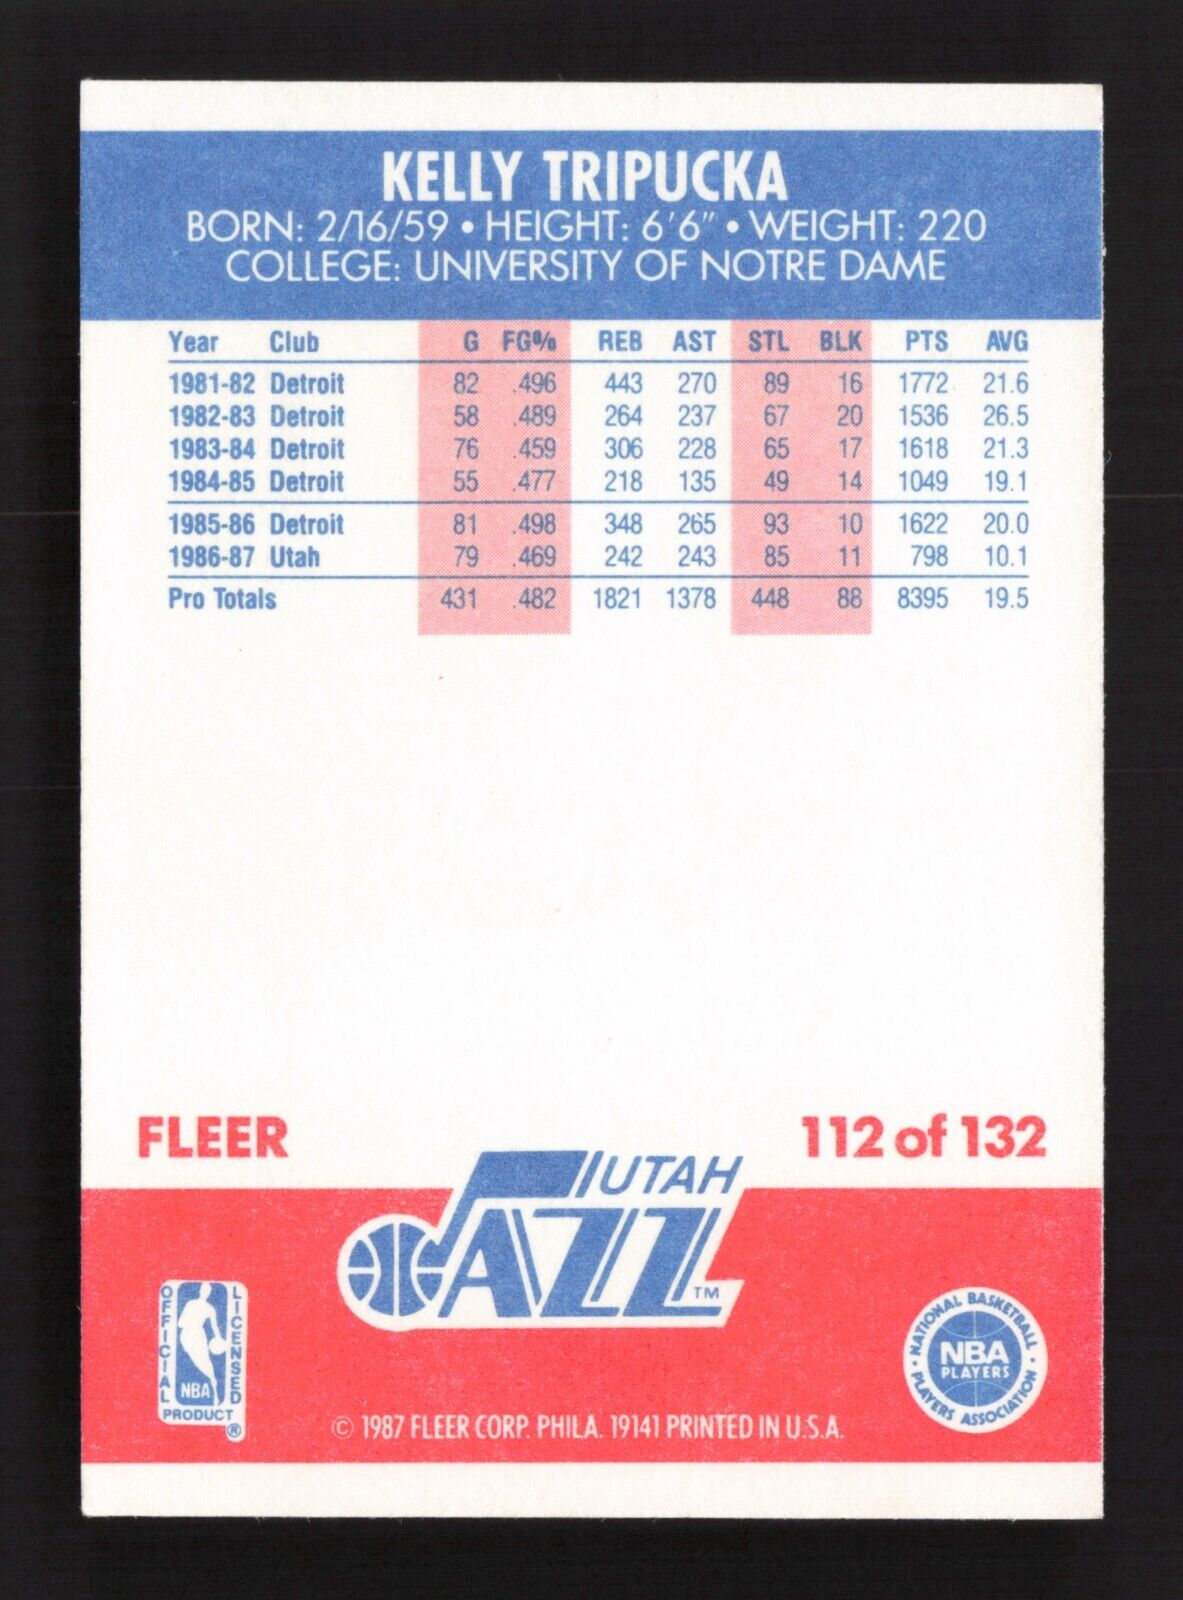 KELLY TRIPUCKA
BORN: 2/16/59 • HEIGHT: 6'6" • WEIGHT: 220
COLLEGE: UNIVERSITY OF NOTRE DAME
Year Club G FG% REB AST STL BLK PTS AVG
1981-82 Detroit 82 .496 443 270 89 16 1772 21.6
1982-83 Detroit 58 .489 264 237 67 20 1536 26.5
1983-84 Detroit 76 .459 306 228 65 17 1618 21.3
1984-85 Detroit 55 .477 218 135 49 14 1049 19.1
1985-86 Detroit 81 .498 348 265 93 10 1622 20.0
1986-87 Utah 79 .469 242 243 85 11 798 10.1
Pro Totals 431 .482 1821 1378 448 88 8395 19.5
FLEER 112 of 132
UTAH
JAZZ ™
OFFICIAL LICENSED
NBA
PRODUCT ®
NATIONAL BASKETBALL
NBA
PLAYERS
PLAYERS ASSOCIATION
© 1987 FLEER CORP. PHILA. 19141 PRINTED IN U.S.A.